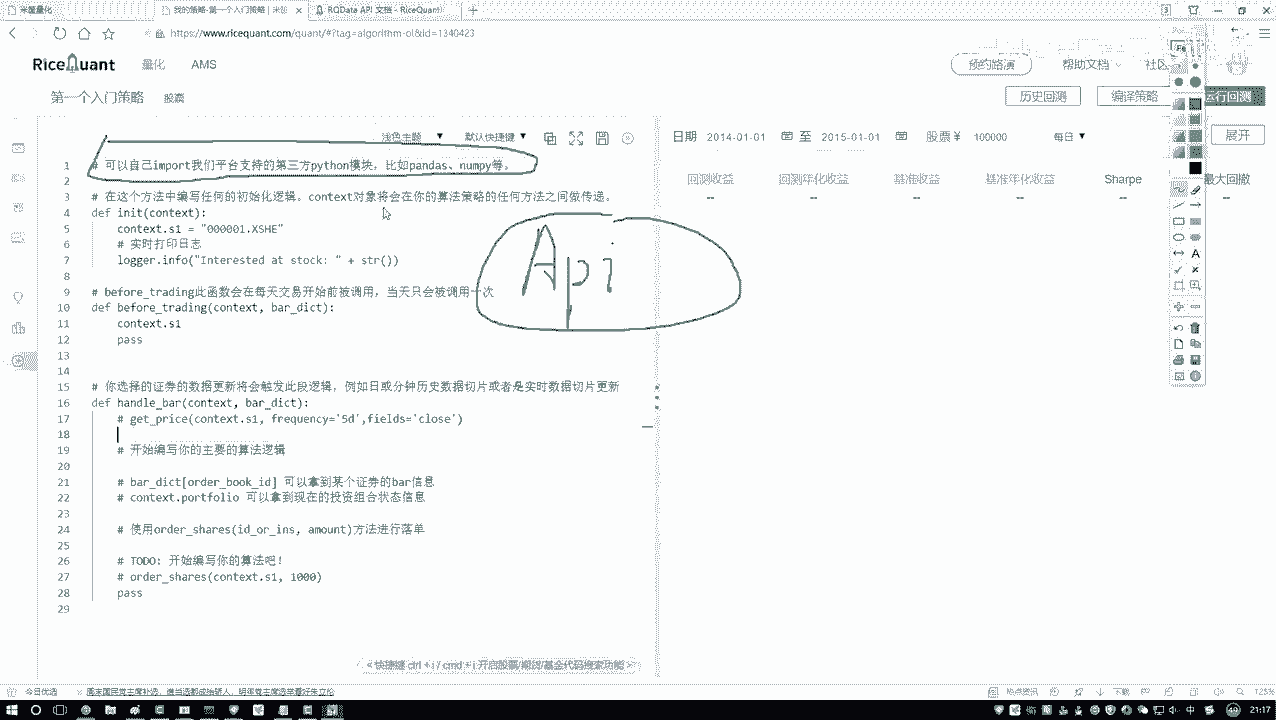 米筐量化
我的策略-第一个入门策略 | 米筐
RQData API 文档 - RiceQuant
https://www.ricequant.com/quant/#?tag=algorithm-ol&id=1340423
RiceQuant 量化 AMS 预约路演 帮助文档 社区
第一个入门策略 股票 历史回测 编译策略 运行回测
浅色主题 默认快捷键 日期 2014-01-01 至 2015-01-01 股票 ¥ 100000 每日 展开
1 # 可以自己import我们平台支持的第三方python模块，比如pandas、numpy等。
回测收益 回测年化收益 基准收益 基准年化收益 Sharpe 最大回撤
-- -- -- -- -- --
2
3 # 在这个方法中编写任何的初始化逻辑。context对象将会在你的算法策略的任何方法之间做传递。
4 def init(context):
5 context.s1 = "000001.XSHE"
6 # 实时打印日志
7 logger.info("Interested at stock: " + str())
Api
8
9 # before_trading此函数会在每天交易开始前被调用，当天只会被调用一次
10 def before_trading(context, bar_dict):
11 context.s1
12 pass
13
14
15 # 你选择的证券的数据更新将会触发此段逻辑，例如日或分钟历史数据切片或者是实时数据切片更新
16 def handle_bar(context, bar_dict):
17 # get_price(context.s1, frequency='5d',fields='close')
18
19 # 开始编写你的主要的算法逻辑
20
21 # bar_dict[order_book_id] 可以拿到某个证券的bar信息
22 # context.portfolio 可以拿到现在的投资组合状态信息
23
24 # 使用order_shares(id_or_ins, amount)方法进行落单
25
26 # TODO: 开始编写你的算法吧！
27 # order_shares(context.s1, 1000)
28 pass
29
快捷键 ctrl + i / cmd + i 开启股票/期货/基金代码搜索功能
今日优选 热点资讯 下载 125%
中 21:17